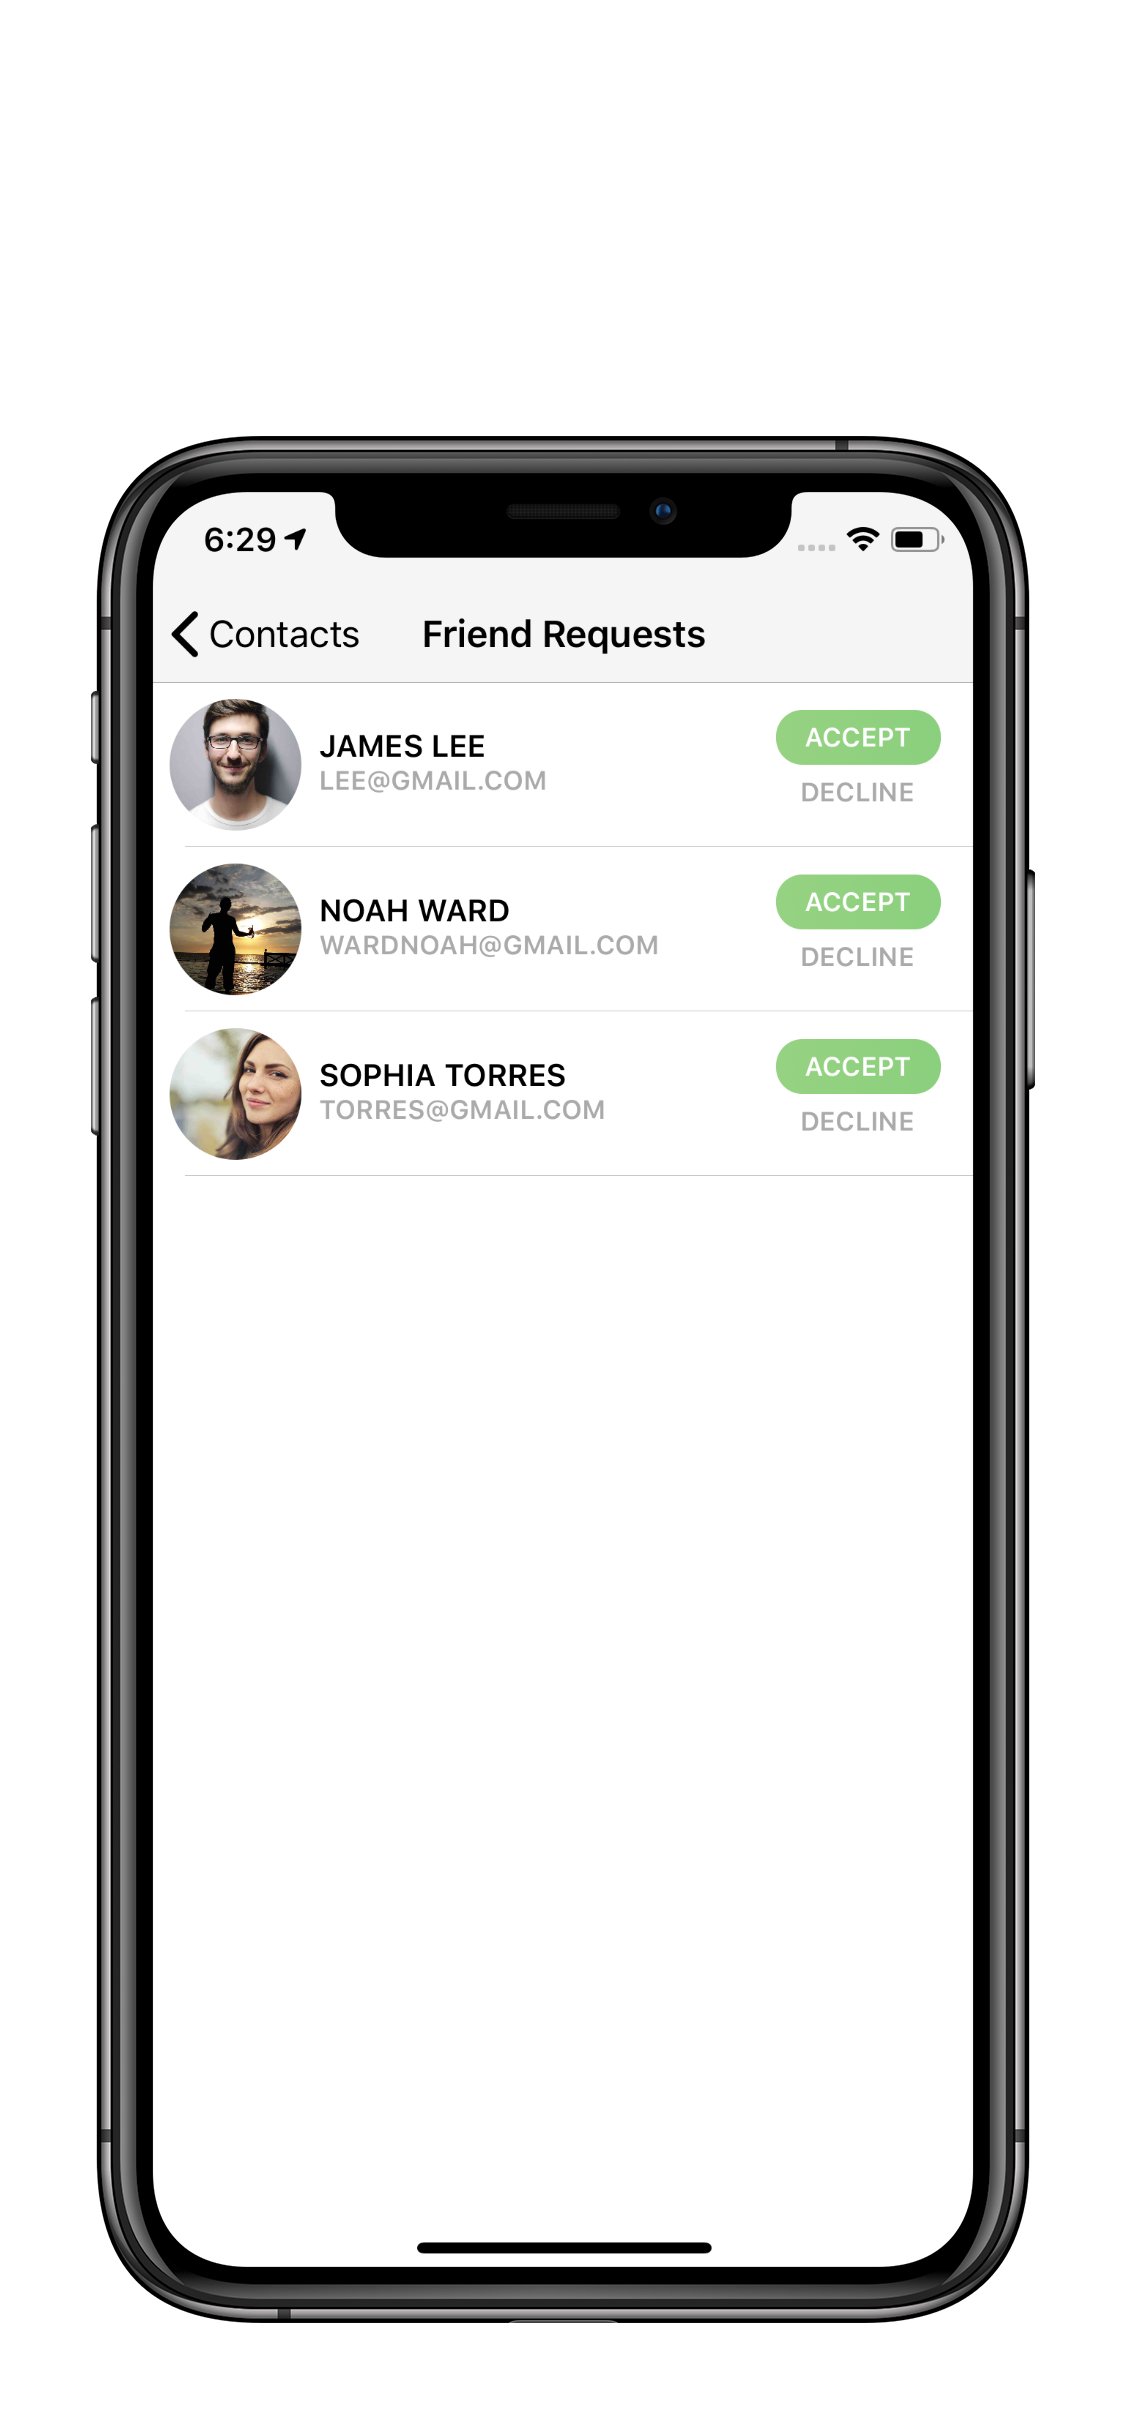 6:29
Contacts
Friend Requests
JAMES LEE
LEE@GMAIL.COM
ACCEPT
DECLINE
NOAH WARD
WARDNOAH@GMAIL.COM
ACCEPT
DECLINE
SOPHIA TORRES
TORRES@GMAIL.COM
ACCEPT
DECLINE